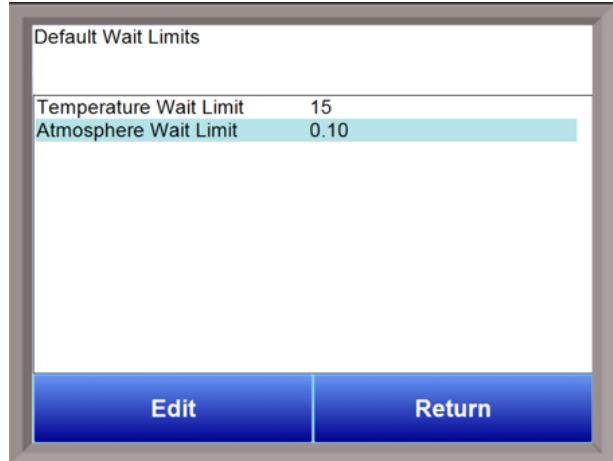 Default Wait Limits
Temperature Wait Limit 15
Atmosphere Wait Limit 0.10
Edit Return